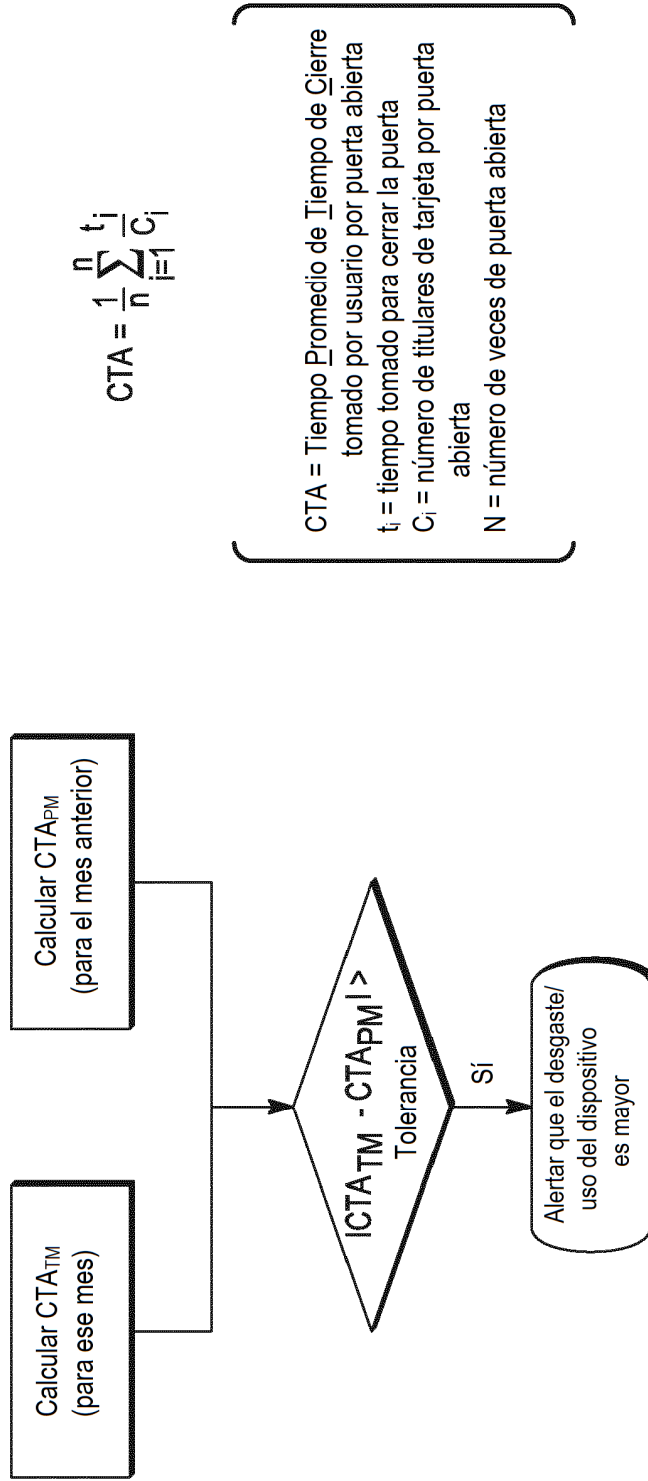 Calcular CTA_TM
(para ese mes)
Calcular CTA_PM
(para el mes anterior)
|CTA_TM - CTA_PM| >
Tolerancia
Sí
Alertar que el desgaste/
uso del dispositivo
es mayor
CTA = \frac{1}{n} \sum_{i=1}^{n} \frac{t_i}{C_i}
CTA = Tiempo Promedio de Tiempo de Cierre
tomado por usuario por puerta abierta
t_i = tiempo tomado para cerrar la puerta
C_i = número de titulares de tarjeta por puerta
abierta
N = número de veces de puerta abierta